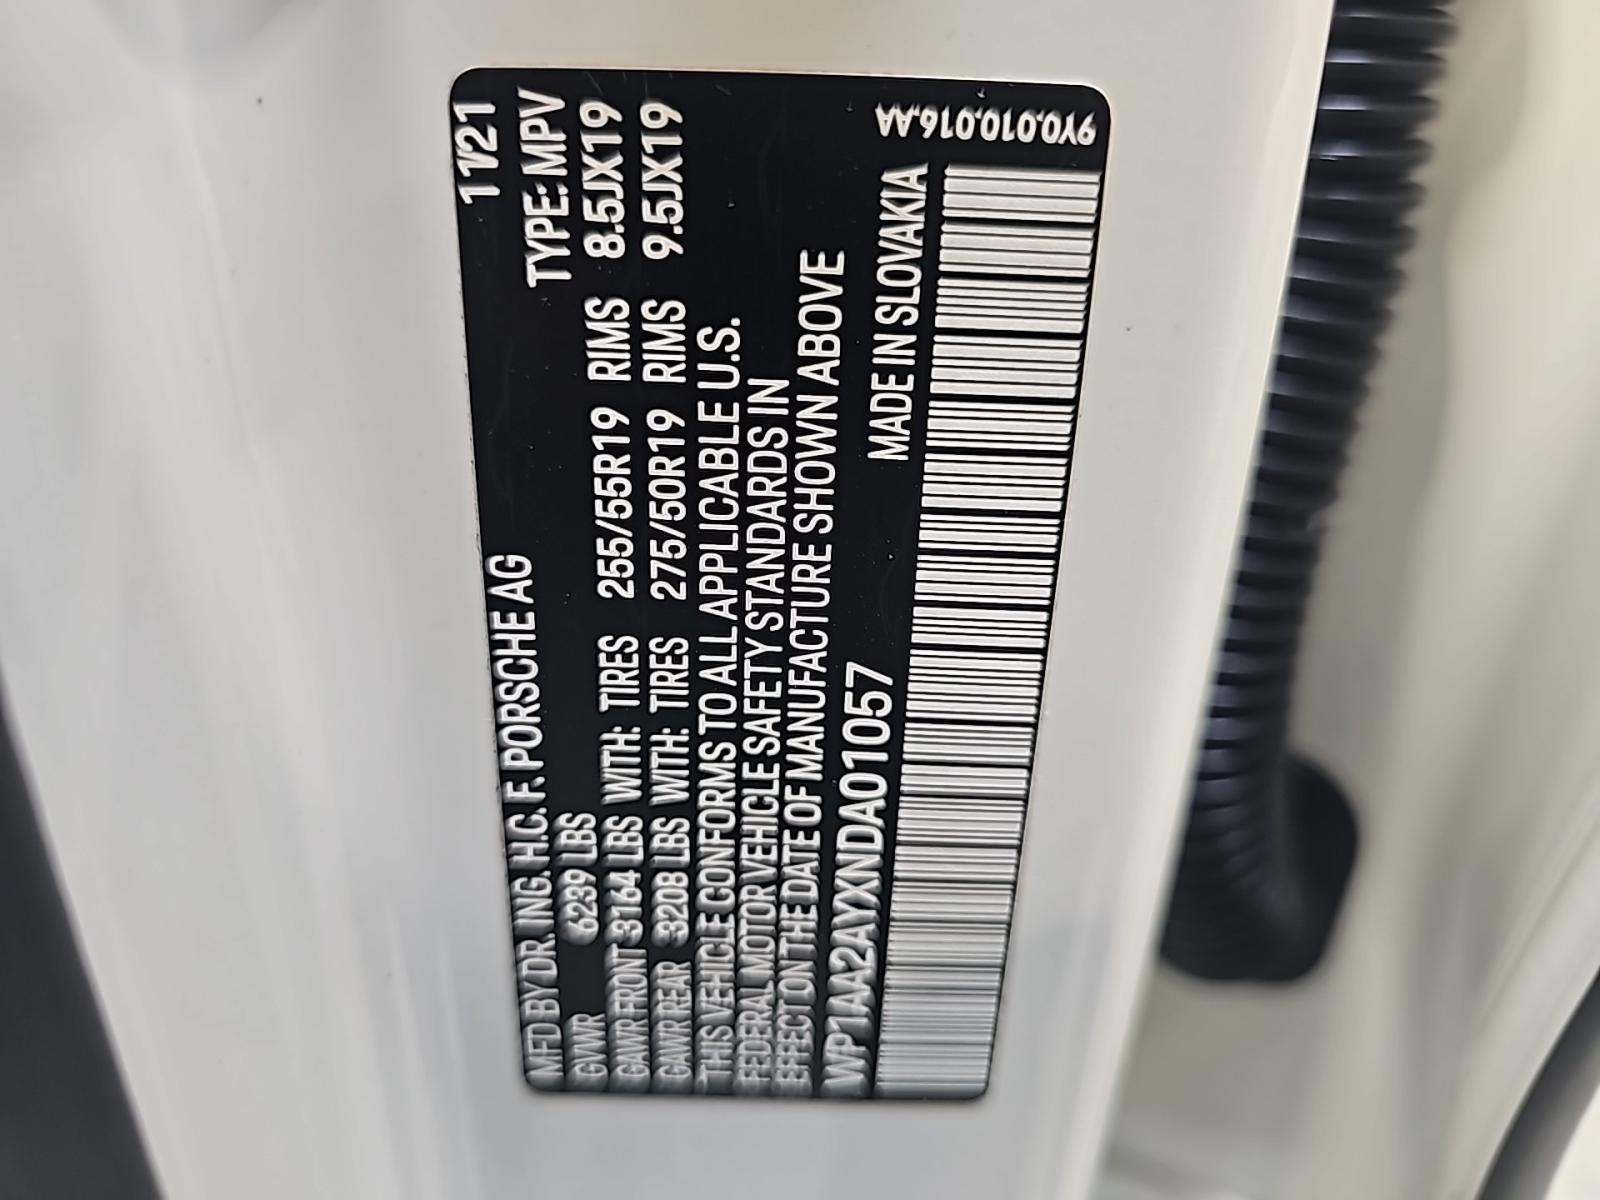 MFD BY DR. ING. H.C. F. PORSCHE AG 11/21
GVWR 6239 LBS TYPE: MPV
GAWR FRONT 3164 LBS WITH: TIRES 255/55R19 RIMS 8.5JX19
GAWR REAR 3208 LBS WITH: TIRES 275/50R19 RIMS 9.5JX19
THIS VEHICLE CONFORMS TO ALL APPLICABLE U.S.
FEDERAL MOTOR VEHICLE SAFETY STANDARDS IN
EFFECT ON THE DATE OF MANUFACTURE SHOWN ABOVE
WP1AA2AYXNDA01057 MADE IN SLOVAKIA
9Y0.010.016.AA